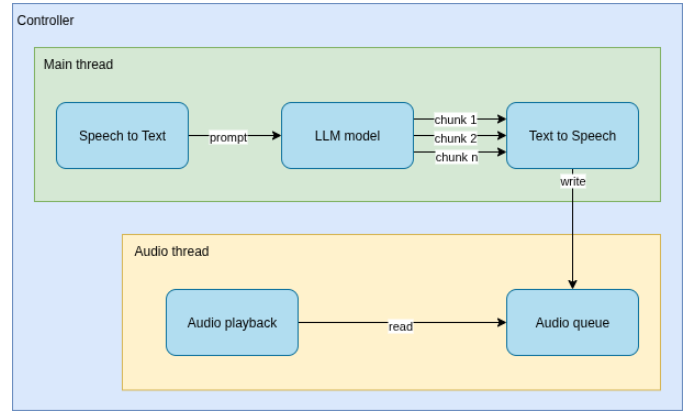 Controller
Main thread
Speech to Text
prompt
LLM model
chunk 1
chunk 2
chunk n
Text to Speech
write
Audio thread
Audio playback
read
Audio queue